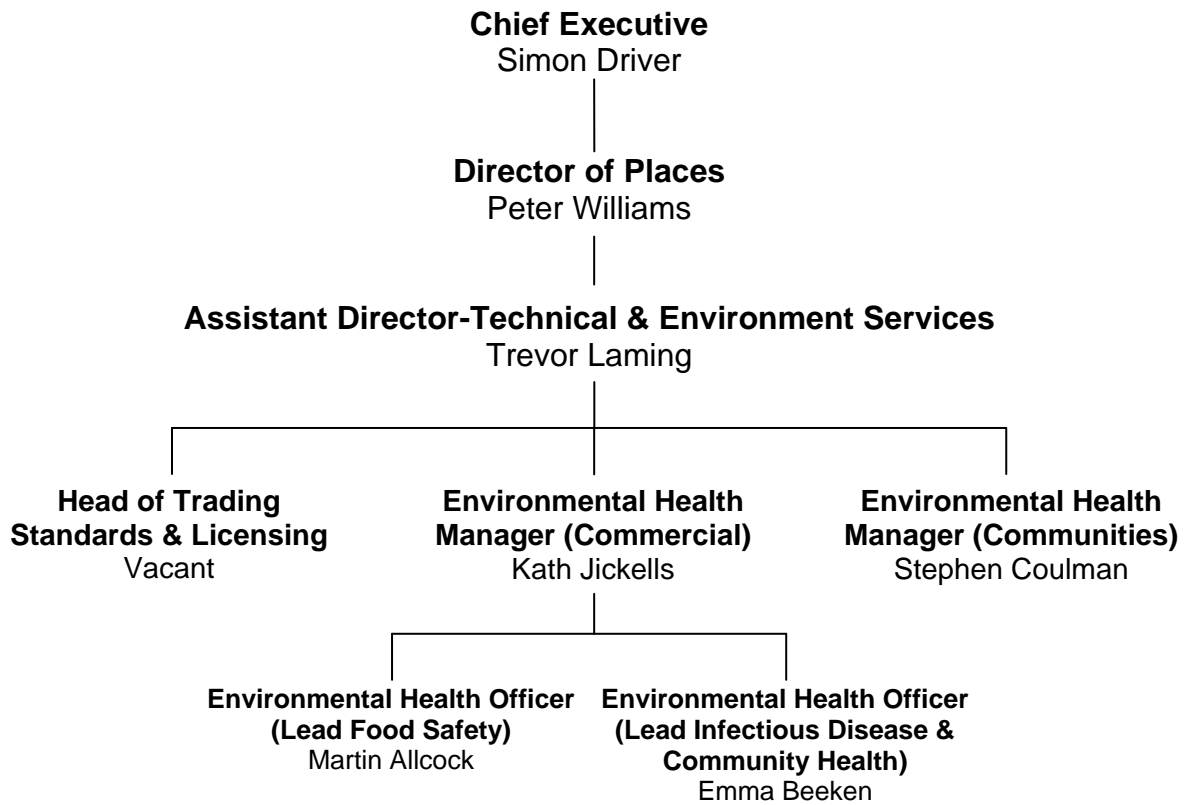 Chief Executive
Simon Driver
Director of Places
Peter Williams
Assistant Director-Technical & Environment Services
Trevor Laming
Head of Trading
Standards & Licensing
Vacant
Environmental Health
Manager (Commercial)
Kath Jickells
Environmental Health
Manager (Communities)
Stephen Coulman
Environmental Health Officer
(Lead Food Safety)
Martin Allcock
Environmental Health Officer
(Lead Infectious Disease &
Community Health)
Emma Beeken